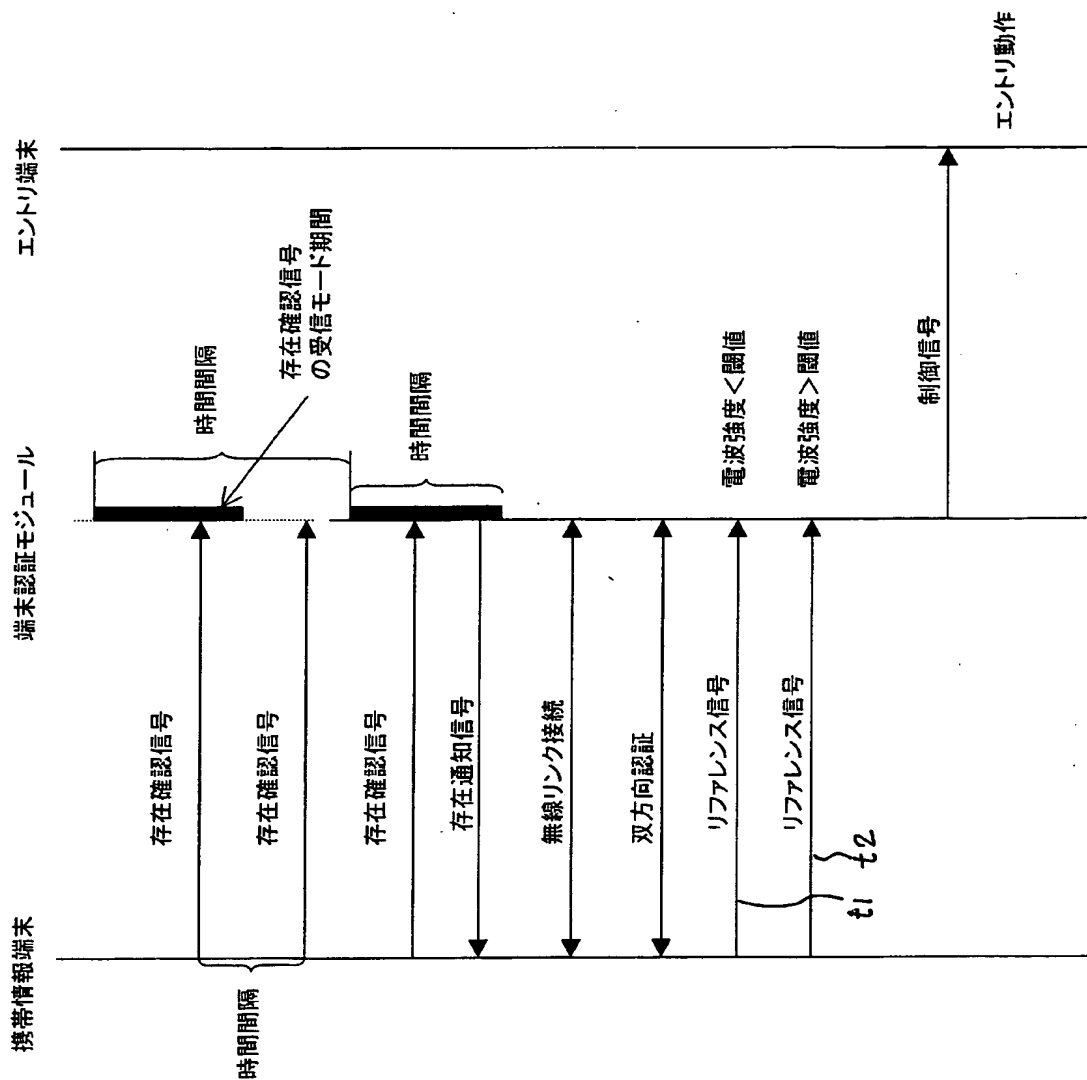 携帯情報端末
端末認証モジュール
エントリ端末
時間間隔
存在確認信号
存在確認信号
時間間隔
存在確認信号
の受信モード期間
存在確認信号
時間間隔
存在通知信号
無線リンク接続
双方向認証
リファレンス信号
電波強度＜閾値
t1
リファレンス信号
電波強度＞閾値
t2
制御信号
エントリ動作